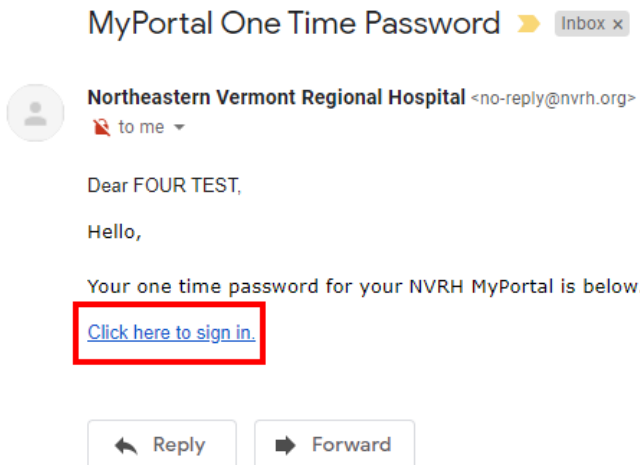 MyPortal One Time Password Inbox x
Northeastern Vermont Regional Hospital <no-reply@nvrh.org>
to me
Dear FOUR TEST,
Hello,
Your one time password for your NVRH MyPortal is below
Click here to sign in.
Reply Forward